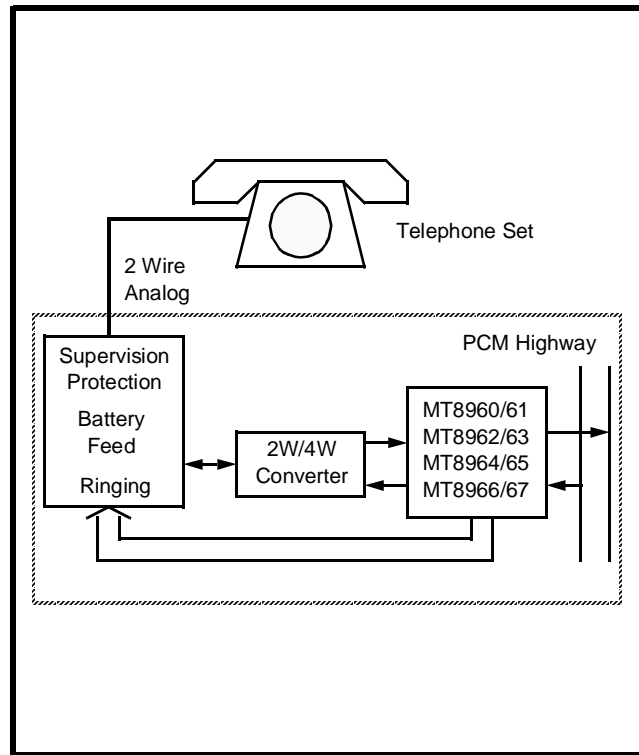 Telephone Set
2 Wire
Analog
PCM Highway
Supervision
Protection
Battery
Feed
Ringing
2W/4W
Converter
MT8960/61
MT8962/63
MT8964/65
MT8966/67